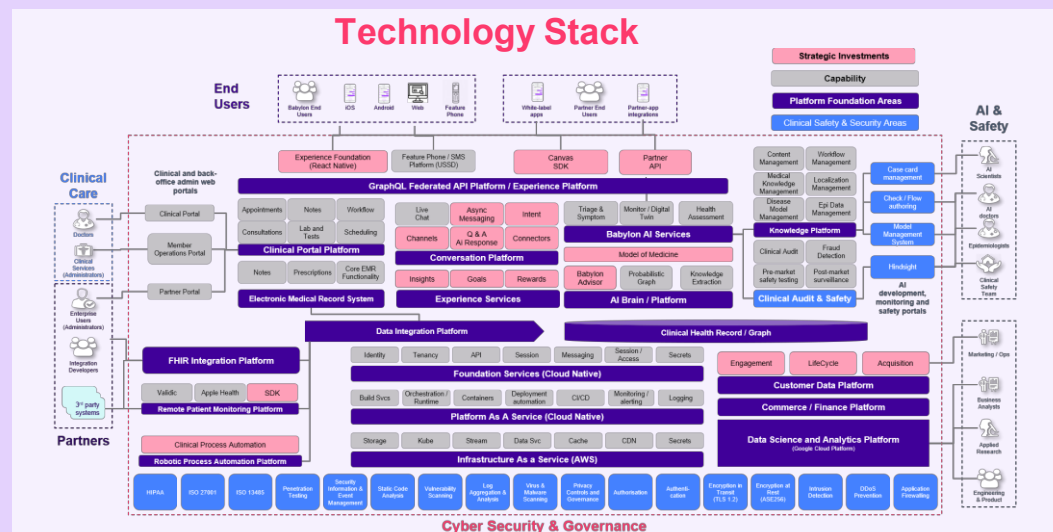 Technology Stack
Strategic Investments
Capability
Platform Foundation Areas
Clinical Safety & Security Areas
End
Users
Babylon End
Users
iOS
Android
Web
Feature
Phone
White-label
apps
Partner End
Users
Partner-app
integrations
AI &
Safety
Experience Foundation
(React Native)
Feature Phone / SMS
Platform (USSD)
Canvas
SDK
Partner
API
GraphQL Federated API Platform / Experience Platform
Clinical
Care
Clinical and back-
office admin web
portals
Doctors
Clinical
Services
(Administrators)
Enterprise
Users
(Administrators)
Integration
Developers
3rd party
systems
Partners
Clinical Portal
Member
Operations Portal
Partner Portal
Appointments
Notes
Workflow
Consultations
Lab and
Tests
Scheduling
Clinical Portal Platform
Notes
Prescriptions
Core EMR
Functionality
Electronic Medical Record System
Live
Chat
Async
Messaging
Intent
Channels
Q & A
AI Response
Connectors
Conversation Platform
Insights
Goals
Rewards
Experience Services
Triage &
Symptom
Monitor / Digital
Twin
Health
Assessment
Babylon AI Services
Model of Medicine
Babylon
Advisor
Probabilistic
Graph
Knowledge
Extraction
AI Brain / Platform
Content
Management
Workflow
Management
Medical
Knowledge
Management
Localization
Management
Disease
Model
Management
Epi Data
Management
Knowledge Platform
Clinical Audit
Fraud
Detection
Pre-market
safety testing
Post-market
surveillance
Clinical Audit & Safety
Case card
management
Check / Flow
authoring
Model
Management
System
Hindsight
AI
development,
monitoring and
safety portals
AI
Scientists
AI
doctors
Epidemiologists
Clinical
Safety
Team
Data Integration Platform
Clinical Health Record / Graph
FHIR Integration Platform
Validic
Apple Health
SDK
Remote Patient Monitoring Platform
Clinical Process Automation
Robotic Process Automation Platform
Identity
Tenancy
API
Session
Messaging
Session /
Access
Secrets
Foundation Services (Cloud Native)
Build Svcs
Orchestration /
Runtime
Containers
Deployment
automation
CI/CD
Monitoring /
alerting
Logging
Platform As A Service (Cloud Native)
Storage
Kube
Stream
Data Svc
Cache
CDN
Secrets
Infrastructure As a Service (AWS)
Engagement
LifeCycle
Acquisition
Customer Data Platform
Commerce / Finance Platform
Data Science and Analytics Platform
(Google Cloud Platform)
Marketing / Ops
Business
Analysts
Applied
Research
Engineering
& Product
HIPAA
ISO 27001
ISO 13485
Penetration
Testing
Security
Information &
Event
Management
Static Code
Analysis
Vulnerability
Scanning
Log
Aggregation &
Analysis
Virus &
Malware
Scanning
Privacy
Controls and
Governance
Authorisation
Authenti-
cation
Encryption in
Transit
(TLS 1.2)
Encryption at
Rest
(ASE256)
Intrusion
Detection
DDoS
Prevention
Application
Firewalling
Cyber Security & Governance